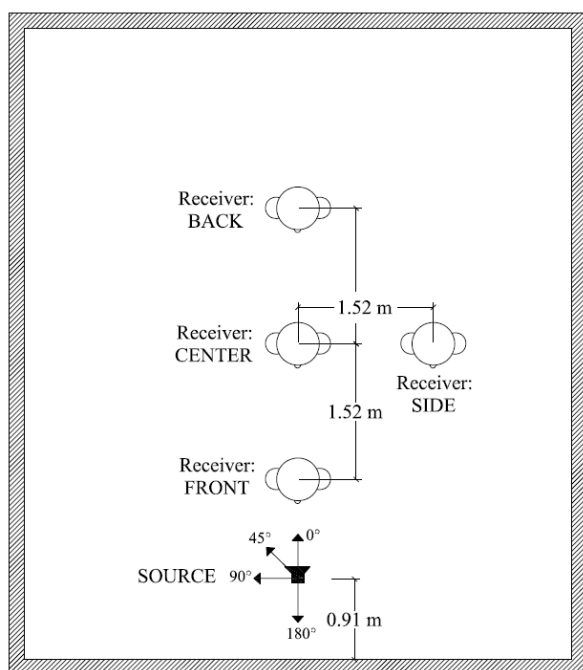 Receiver:
BACK
1.52 m
Receiver:
CENTER
Receiver:
SIDE
1.52 m
Receiver:
FRONT
45°
0°
SOURCE
90°
180°
0.91 m